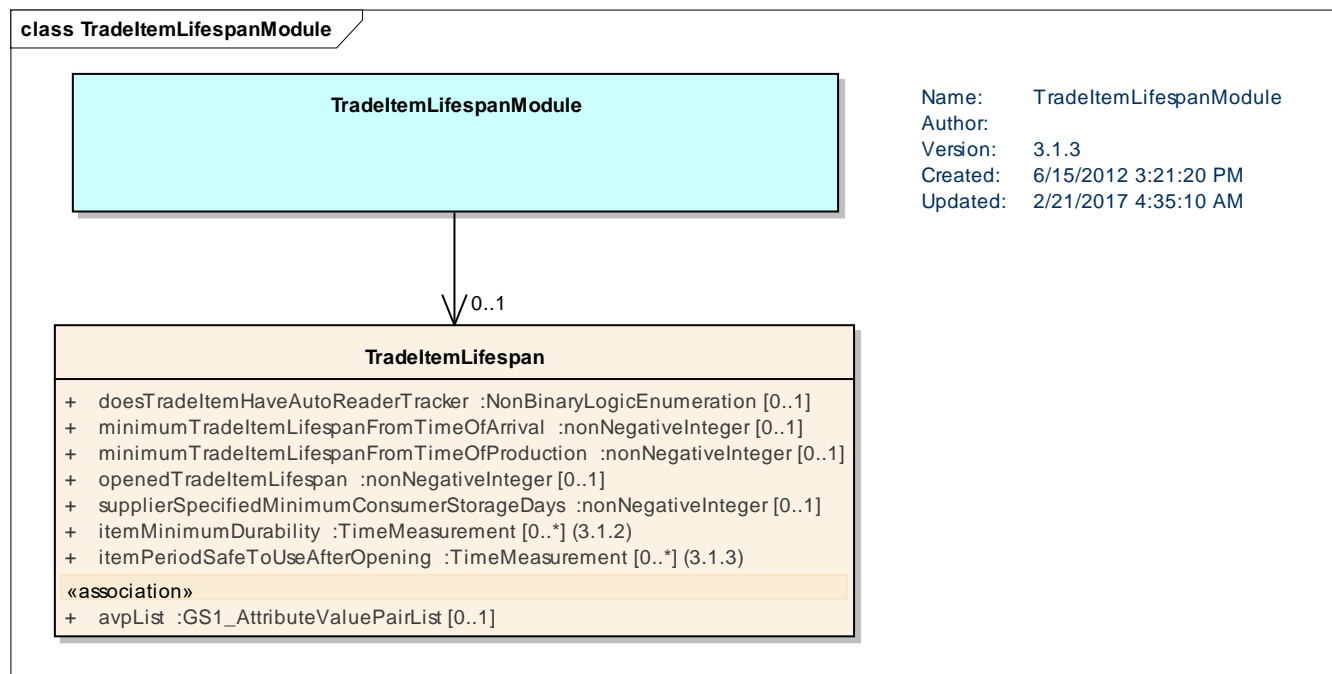 class TradeItemLifespanModule
TradeItemLifespanModule
Name: TradeItemLifespanModule
Author:
Version: 3.1.3
Created: 6/15/2012 3:21:20 PM
Updated: 2/21/2017 4:35:10 AM
0..1
TradeItemLifespan
+ doesTradeItemHaveAutoReaderTracker :NonBinaryLogicEnumeration [0..1]
+ minimumTradeItemLifespanFromTimeOfArrival :nonNegativeInteger [0..1]
+ minimumTradeItemLifespanFromTimeOfProduction :nonNegativeInteger [0..1]
+ openedTradeItemLifespan :nonNegativeInteger [0..1]
+ supplierSpecifiedMinimumConsumerStorageDays :nonNegativeInteger [0..1]
+ itemMinimumDurability :TimeMeasurement [0..*] (3.1.2)
+ itemPeriodSafeToUseAfterOpening :TimeMeasurement [0..*] (3.1.3)
«association»
+ avpList :GS1_AttributeValuePairList [0..1]